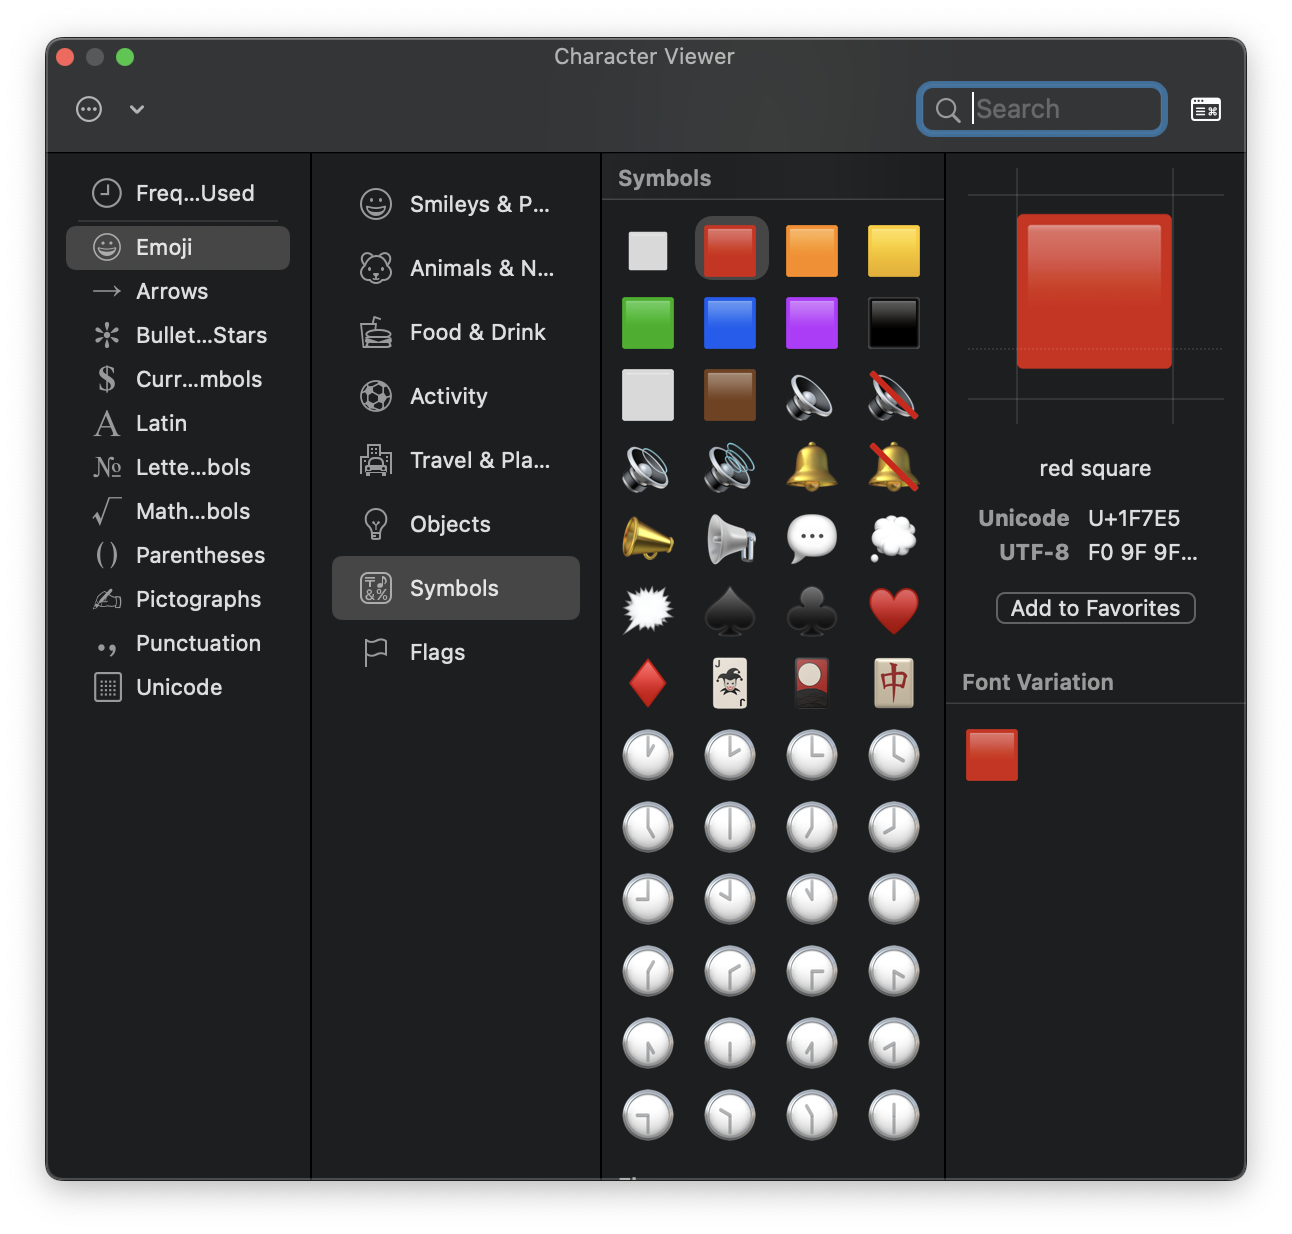 Character Viewer
Search
Freq...Used
Emoji
Arrows
Bullet...Stars
Curr...mbols
Latin
Lette...bols
Math...bols
Parentheses
Pictographs
Punctuation
Unicode
Smileys & P...
Animals & N...
Food & Drink
Activity
Travel & Pla...
Objects
Symbols
Flags
Symbols
中
red square
Unicode U+1F7E5
UTF-8 F0 9F 9F...
Add to Favorites
Font Variation